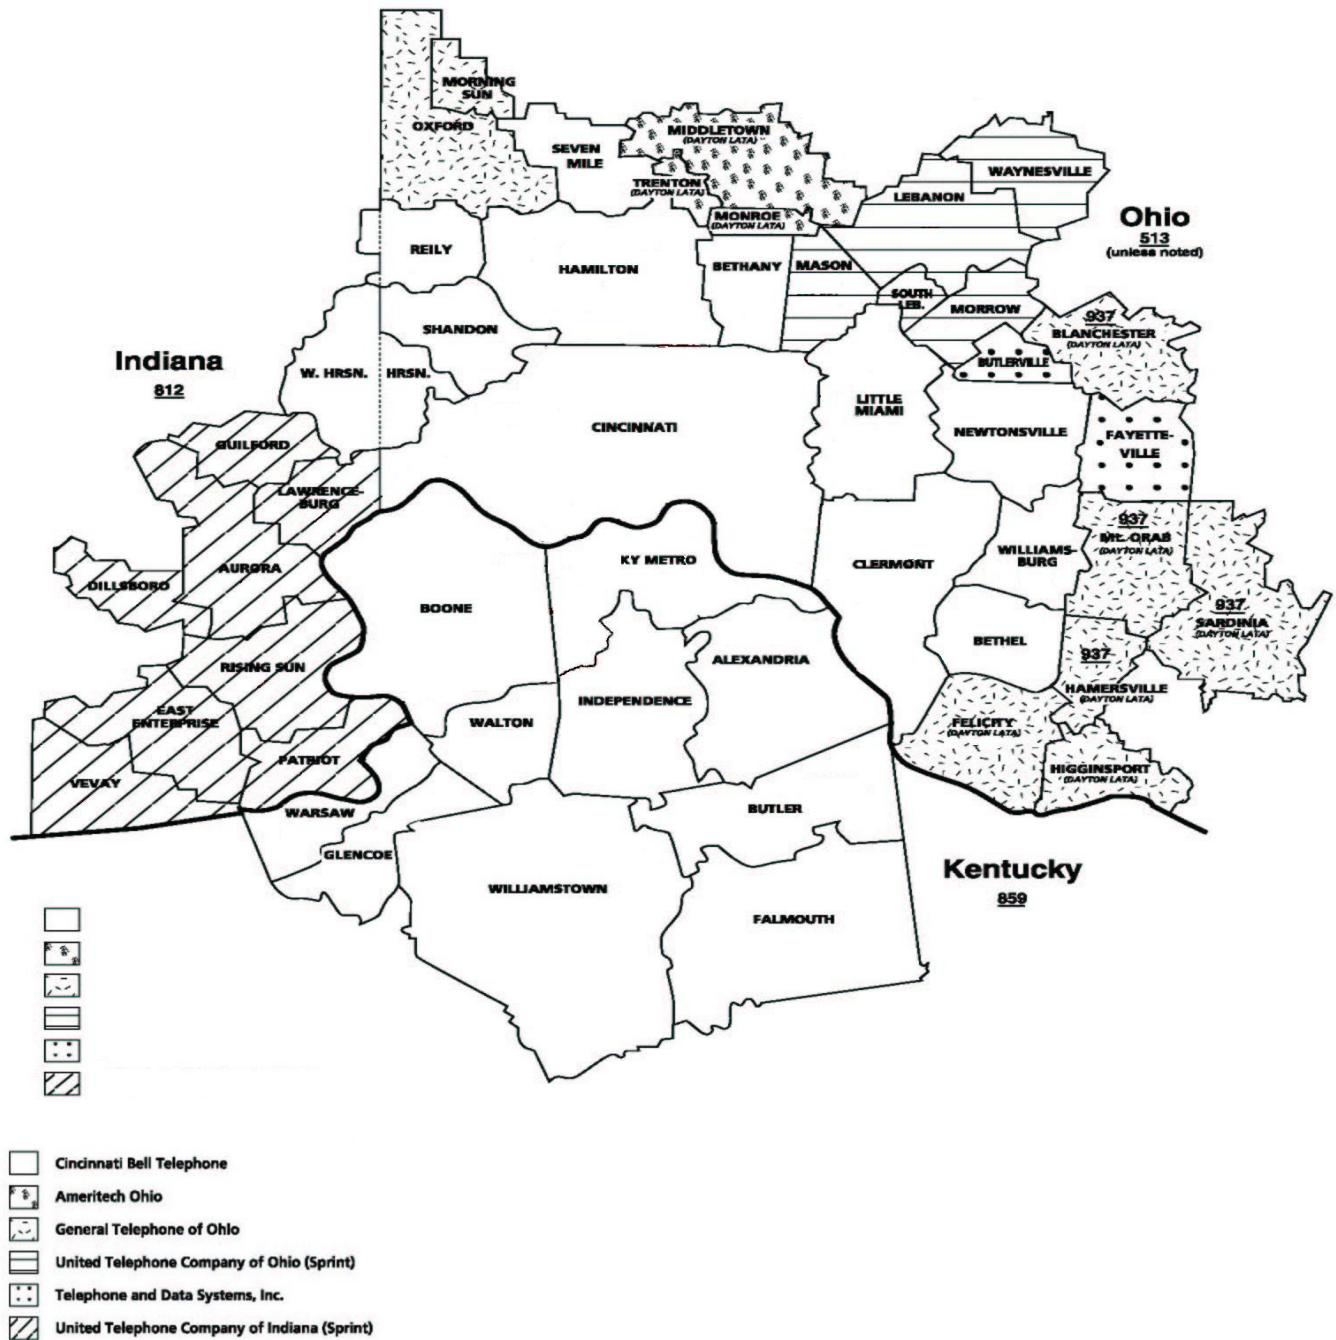 MORNING
SUN
OXFORD
SEVEN
MILE
MIDDLETOWN
(DAYTON LATA)
TRENTON
(DAYTON LATA)
MONROE
(DAYTON LATA)
WAYNESVILLE
LEBANON
Ohio
513
(unless noted)
REILY
HAMILTON
BETHANY
MASON
SOUTH
LEB.
MORROW
SHANDON
937
BLANCHESTER
(DAYTON LATA)
Indiana
812
W. HRSN.
HRSN.
BUTLERVILLE
LITTLE
MIAMI
CINCINNATI
NEWTONSVILLE
FAYETTE-
VILLE
GUILFORD
LAWRENCE-
BURG
937
MT. ORAB
(DAYTON LATA)
KY METRO
CLERMONT
WILLIAMS-
BURG
AURORA
DILLSBORO
BOONE
937
SARDINIA
(DAYTON LATA)
BETHEL
937
HAMERSVILLE
(DAYTON LATA)
RISING SUN
ALEXANDRIA
INDEPENDENCE
EAST
ENTERPRISE
WALTON
FELICITY
(DAYTON LATA)
PATRIOT
HIGGINSPORT
(DAYTON LATA)
VEVAY
WARSAW
BUTLER
GLENCOE
Kentucky
859
WILLIAMSTOWN
FALMOUTH
Cincinnati Bell Telephone
Ameritech Ohio
General Telephone of Ohio
United Telephone Company of Ohio (Sprint)
Telephone and Data Systems, Inc.
United Telephone Company of Indiana (Sprint)